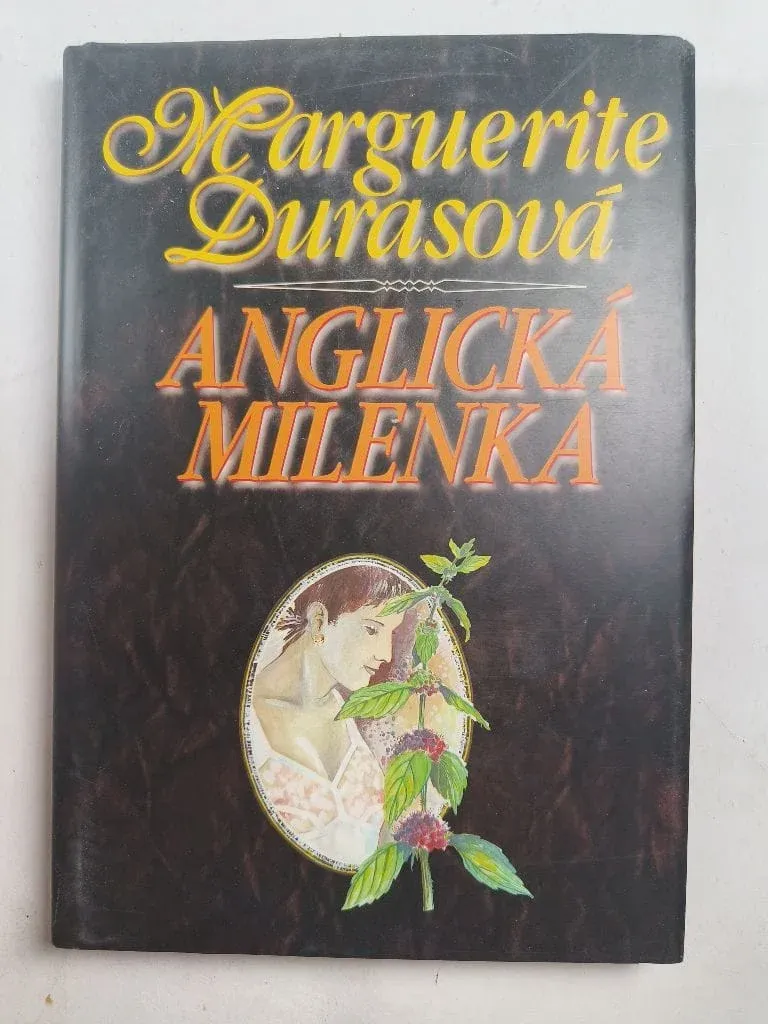 Marguerite
Durasová
ANGLICKÁ
MILENKA